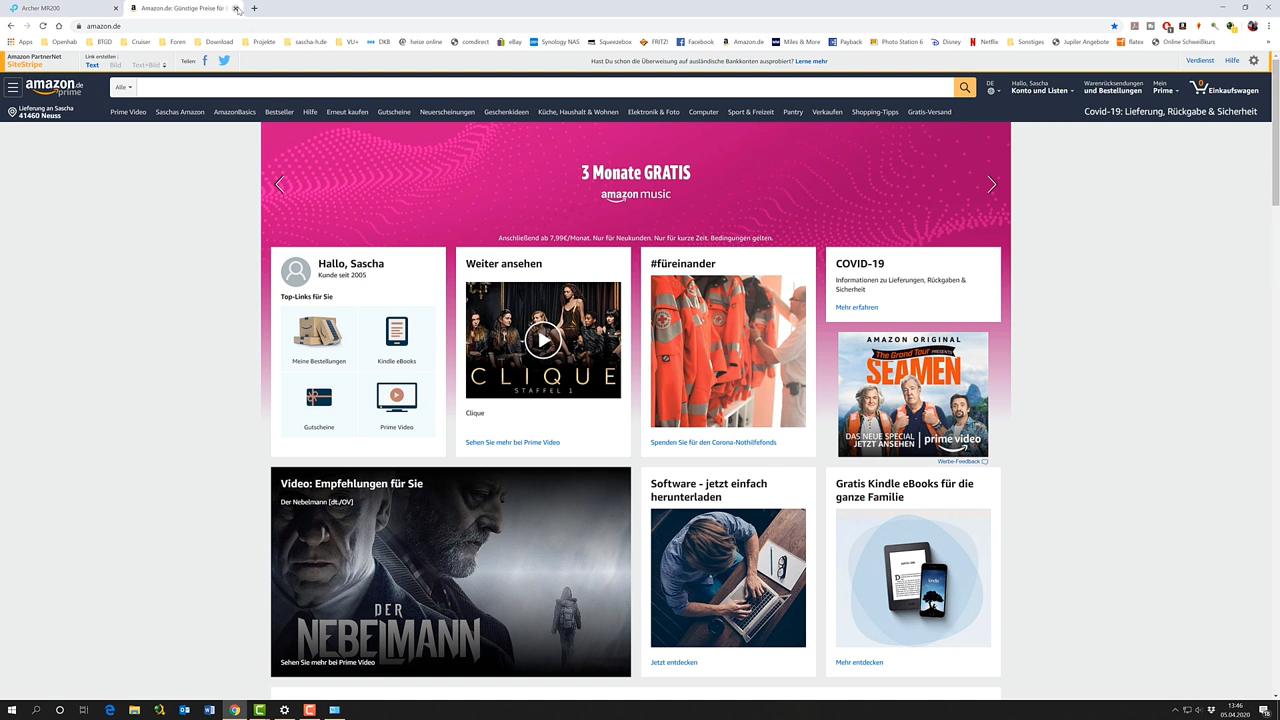 Archer MR200
Amazon.de: Günstige Preise für
amazon.de
Apps
Openhab
BTGD
Cruiser
Foren
Download
Projekte
sascha-h.de
VU+
DKB
heise online
comdirect
eBay
Synology NAS
Squeezebox
FRITZ!
Facebook
Amazon.de
Miles & More
Payback
Photo Station 6
Disney
Netflix
Sonstiges
Jupiler Angebote
flatex
Online Schweißkurs
Amazon PartnerNet
SiteStripe
Link erstellen:
Text Bild Text+Bild
Teilen:
Hast Du schon die Überweisung auf ausländische Bankkonten ausprobiert? Lerne mehr
Verdienst
Hilfe
amazon.de
prime
Alle
DE
Hallo, Sascha
Konto und Listen
Warenrücksendungen
und Bestellungen
Mein
Prime
0
Einkaufswagen
Lieferung an Sascha
41460 Neuss
Prime Video
Saschas Amazon
AmazonBasics
Bestseller
Hilfe
Erneut kaufen
Gutscheine
Neuerscheinungen
Geschenkideen
Küche, Haushalt & Wohnen
Elektronik & Foto
Computer
Sport & Freizeit
Pantry
Verkaufen
Shopping-Tipps
Gratis-Versand
Covid-19: Lieferung, Rückgabe & Sicherheit
3 Monate GRATIS
amazon music
Anschließend ab 7,99€/Monat. Nur für Neukunden. Nur für kurze Zeit. Bedingungen gelten.
Hallo, Sascha
Kunde seit 2005
Top-Links für Sie
Meine Bestellungen
Kindle eBooks
Gutscheine
Prime Video
Weiter ansehen
CLIQUE
STAFFEL 1
Clique
Sehen Sie mehr bei Prime Video
#füreinander
Spenden Sie für den Corona-Nothilfefonds
COVID-19
Informationen zu Lieferungen, Rückgaben &
Sicherheit
Mehr erfahren
AMAZON ORIGINAL
The Grand Tour PRESENTS
SEAMEN
DAS NEUE SPECIAL
JETZT ANSEHEN
prime video
Werbe-Feedback
Video: Empfehlungen für Sie
Der Nebelmann [dt./OV]
DER
NEBELMANN
Sehen Sie mehr bei Prime Video
Software - jetzt einfach
herunterladen
Jetzt entdecken
Gratis Kindle eBooks für die
ganze Familie
kindle
Mehr entdecken
13:46
05.04.2020